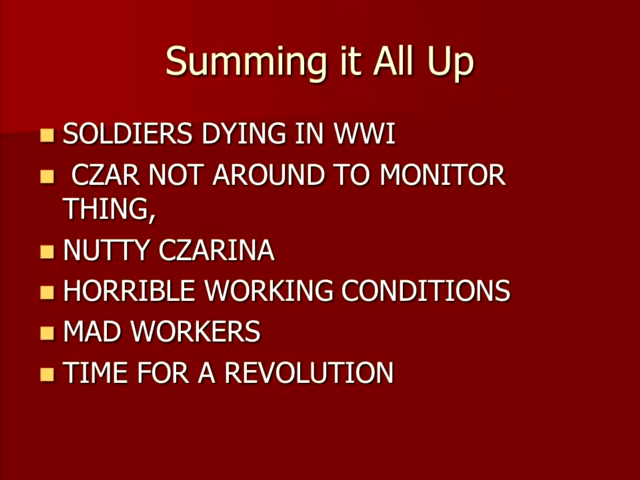 Summing it All Up
SOLDIERS DYING IN WWI
CZAR NOT AROUND TO MONITOR
THING,
NUTTY CZARINA
HORRIBLE WORKING CONDITIONS
MAD WORKERS
TIME FOR A REVOLUTION